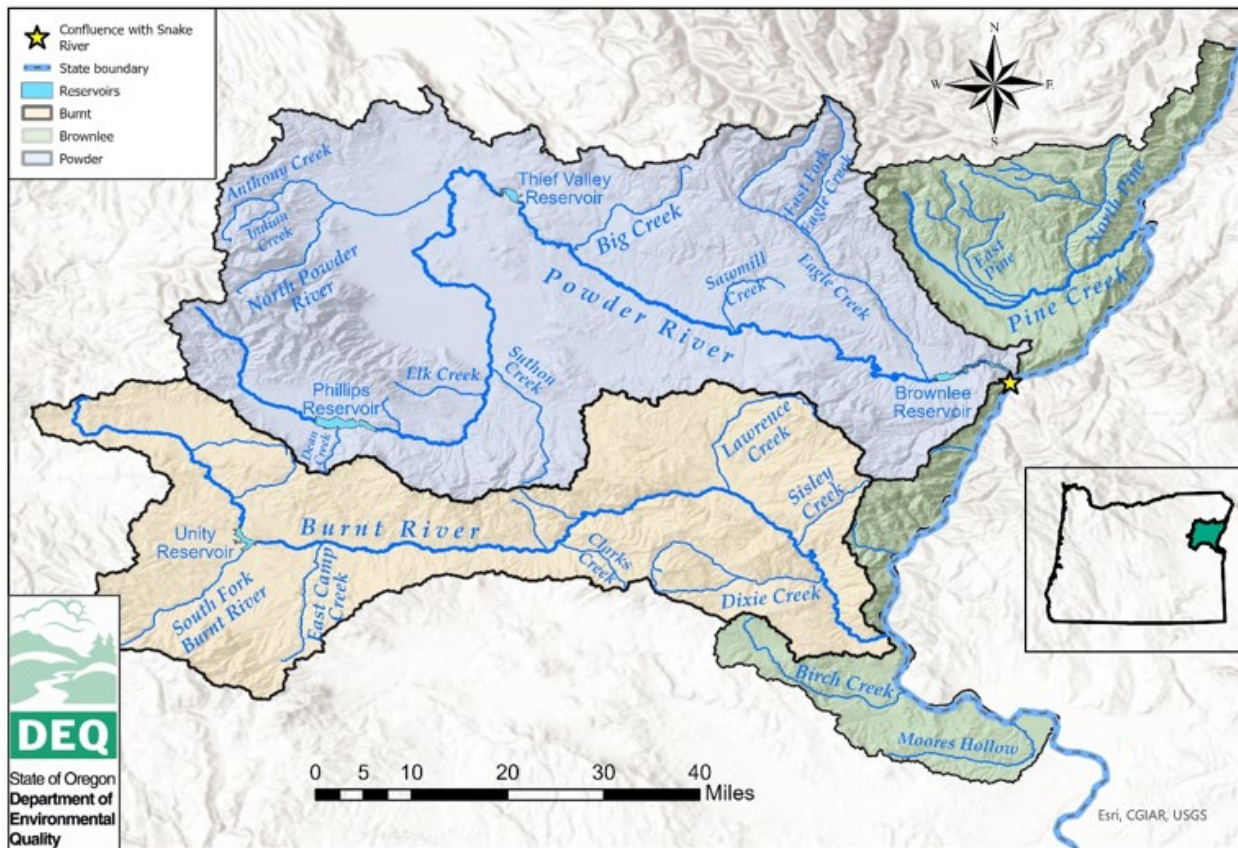 Confluence with Snake
River
State boundary
Reservoirs
Burnt
Brownlee
Powder
N
W
E
S
Anthony Creek
Indian
Creek
North Powder
River
Thief Valley
Reservoir
Big Creek
East Fork
Eagle Creek
Eagle Creek
Sawmill
Creek
Powder River
North Pine
East
Pine
Pine Creek
Elk Creek
Suthon
Creek
Phillips
Reservoir
Dean
Creek
Brownlee
Reservoir
Lawrence
Creek
Sisley
Creek
Burnt River
Unity
Reservoir
Clarks
Creek
South Fork
Burnt River
East Camp
Creek
Dixie Creek
Birch Creek
Moores Hollow
DEQ
State of Oregon
Department of
Environmental
Quality
0 5 10 20 30 40
Miles
Esri, CGIAR, USGS